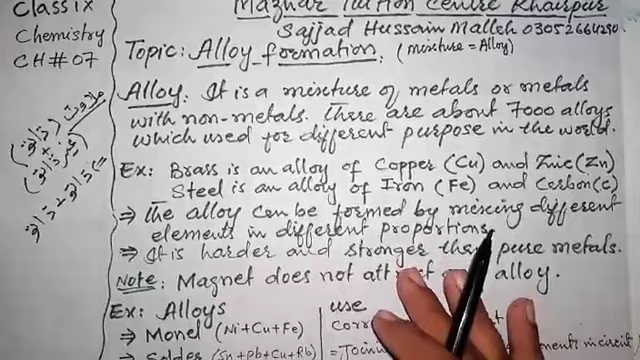 Class IX
Chemistry
CH # 07
Mazhar Tuition Centre Khairpur
Sajjad Hussain Malleh 03052664250.
Topic: Alloy formation. (mixture = Alloy)
Alloy: It is a mixture of metals or metals
with non-metals. There are about 7000 alloys
which used for different purpose in the world.
Ex: Brass is an alloy of Copper (Cu) and Zinc (Zn)
Steel is an alloy of Iron (Fe) and Carbon (C)
⇒ The alloy can be formed by mixing different
elements in different proportions.
⇒ It is harder and stronger than pure metals.
Note: Magnet does not alloy.
Ex: Alloys
⇒ Monel (Ni+Cu+Fe)
⇒ Solder (Sn+Pb+Cu+Rb)
use